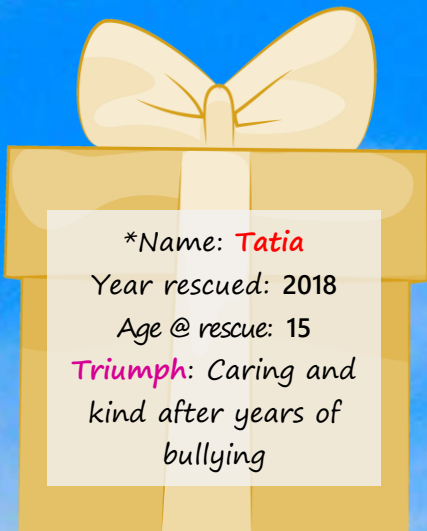 *Name: Tatia
Year rescued: 2018
Age @ rescue: 15
Triumph: Caring and
kind after years of
bullying